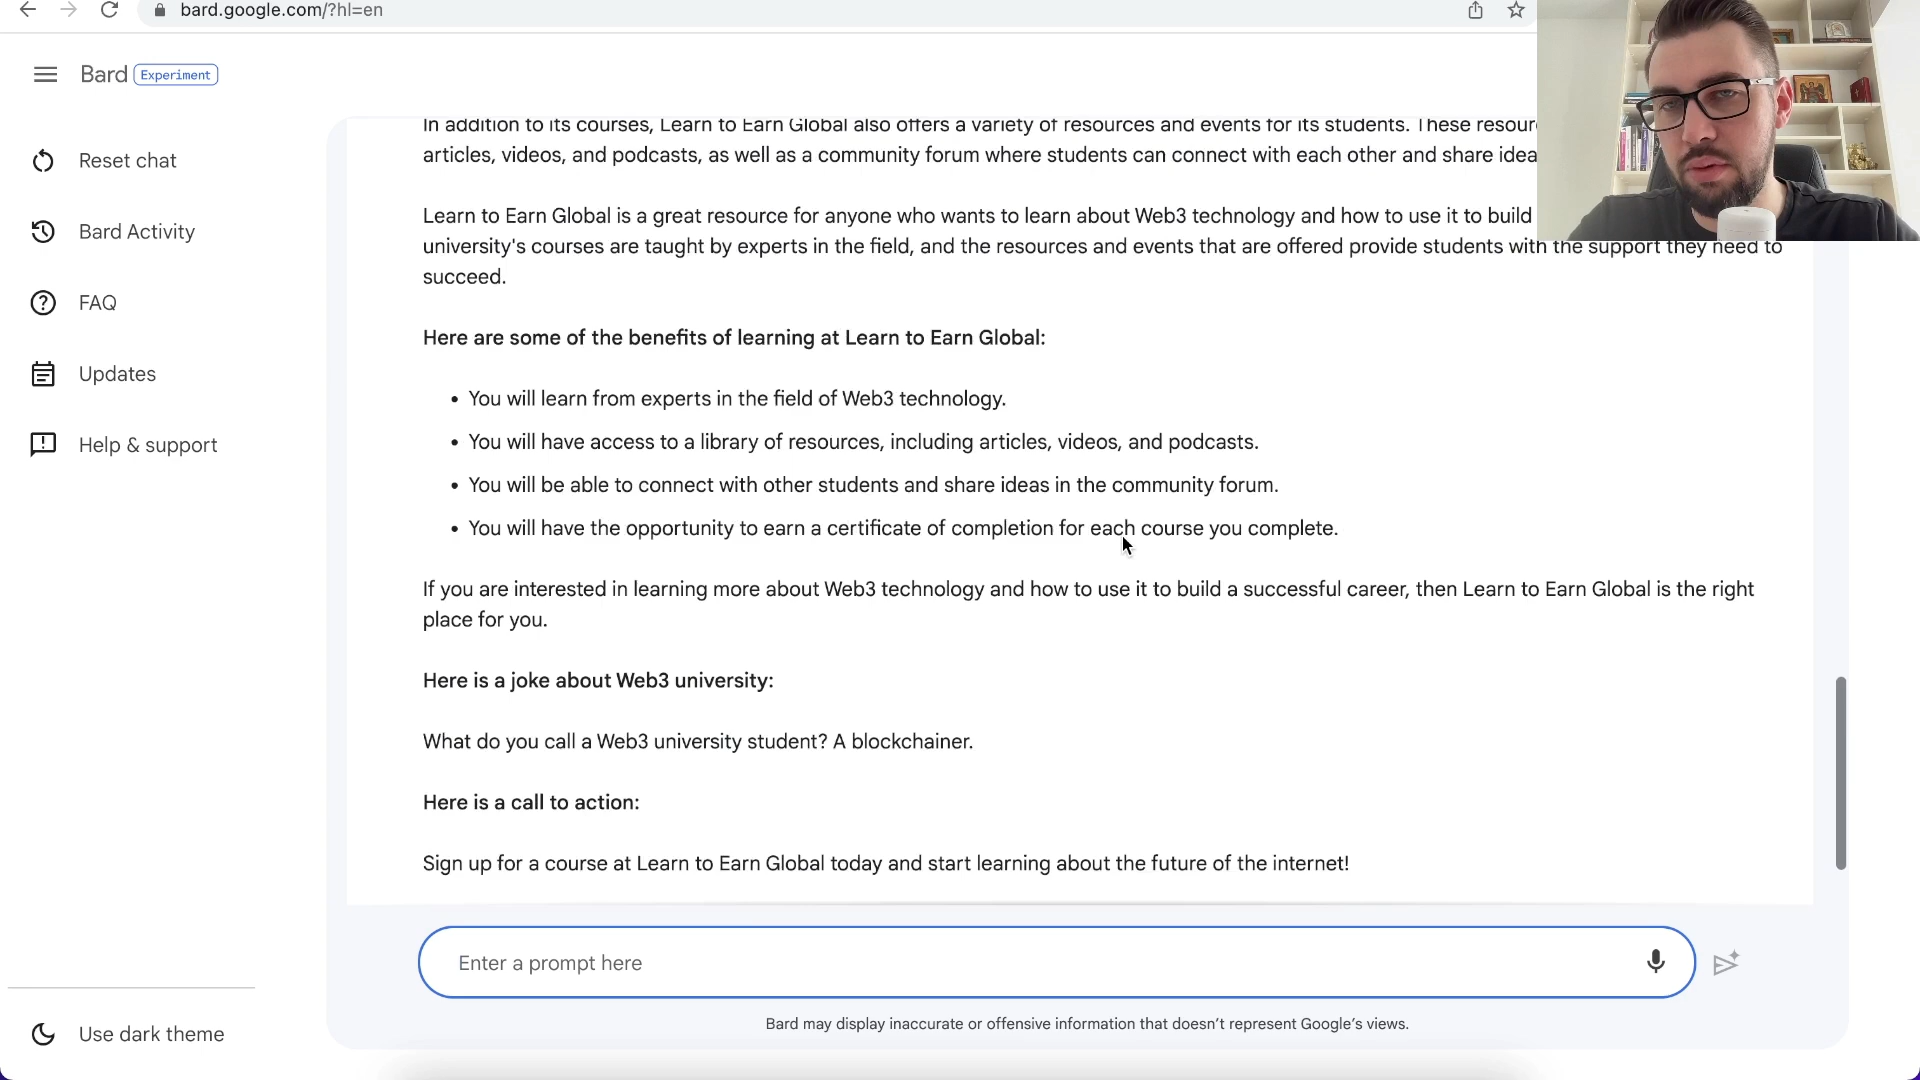 bard.google.com/?hl=en
Bard Experiment
Reset chat
Bard Activity
FAQ
Updates
Help & support
Use dark theme
In addition to its courses, Learn to Earn Global also offers a variety of resources and events for its students. These
articles, videos, and podcasts, as well as a community forum where students can connect with each other and share
Learn to Earn Global is a great resource for anyone who wants to learn about Web3 technology and how to use it to build
university's courses are taught by experts in the field, and the resources and events that are offered provide students with the support they need to
succeed.
Here are some of the benefits of learning at Learn to Earn Global:
• You will learn from experts in the field of Web3 technology.
• You will have access to a library of resources, including articles, videos, and podcasts.
• You will be able to connect with other students and share ideas in the community forum.
• You will have the opportunity to earn a certificate of completion for each course you complete.
If you are interested in learning more about Web3 technology and how to use it to build a successful career, then Learn to Earn Global is the right
place for you.
Here is a joke about Web3 university:
What do you call a Web3 university student? A blockchainer.
Here is a call to action:
Sign up for a course at Learn to Earn Global today and start learning about the future of the internet!
Enter a prompt here
Bard may display inaccurate or offensive information that doesn't represent Google's views.